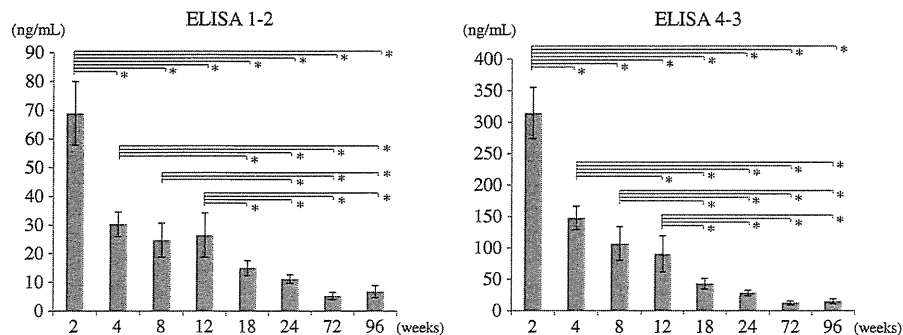 ELISA 1-2
(ng/mL)
90
80
70
60
50
40
30
20
10
0
* * * * * * *
* * * *
* * *
* * * *
2 4 8 12 18 24 72 96 (weeks)
ELISA 4-3
(ng/mL)
400
350
300
250
200
150
100
50
0
* * * * * * *
* * * * *
* * * *
* * * *
2 4 8 12 18 24 72 96 (weeks)